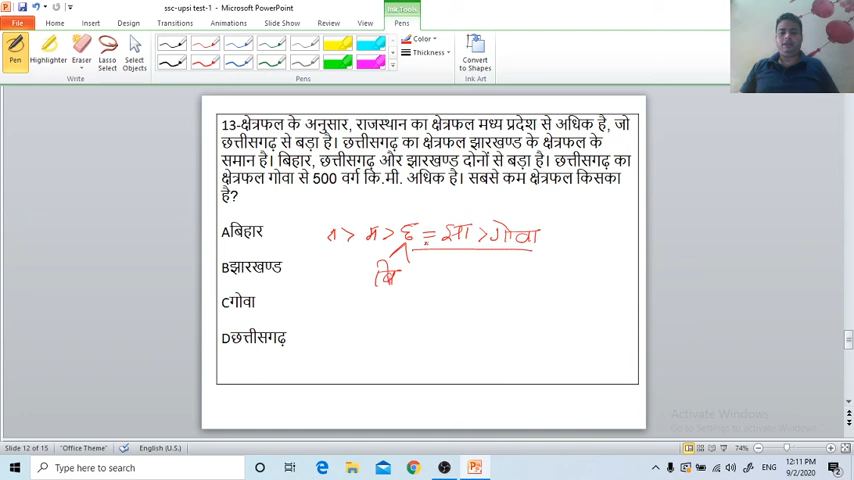 ssc-upsi test-1 - Microsoft PowerPoint
Ink Tools
File Home Insert Design Transitions Animations Slide Show Review View Pens
Pen Highlighter Eraser Lasso Select
Select Objects
Color
Thickness
Convert to Shapes
Write Pens Ink Art
13-क्षेत्रफल के अनुसार, राजस्थान का क्षेत्रफल मध्य प्रदेश से अधिक है, जो
छत्तीसगढ़ से बड़ा है। छत्तीसगढ़ का क्षेत्रफल झारखण्ड के क्षेत्रफल के
समान है। बिहार, छत्तीसगढ़ और झारखण्ड दोनों से बड़ा है। छत्तीसगढ़ का
क्षेत्रफल गोवा से 500 वर्ग कि.मी. अधिक है। सबसे कम क्षेत्रफल किसका
है?
Aबिहार
> म > छ = झा > गोवा
बि
Bझारखण्ड
Cगोवा
Dछत्तीसगढ़
Activate Windows
Go to Settings to activate Windows.
Slide 12 of 15 "Office Theme" English (U.S.) 74%
Type here to search
ENG
12:11 PM
9/2/2020
2